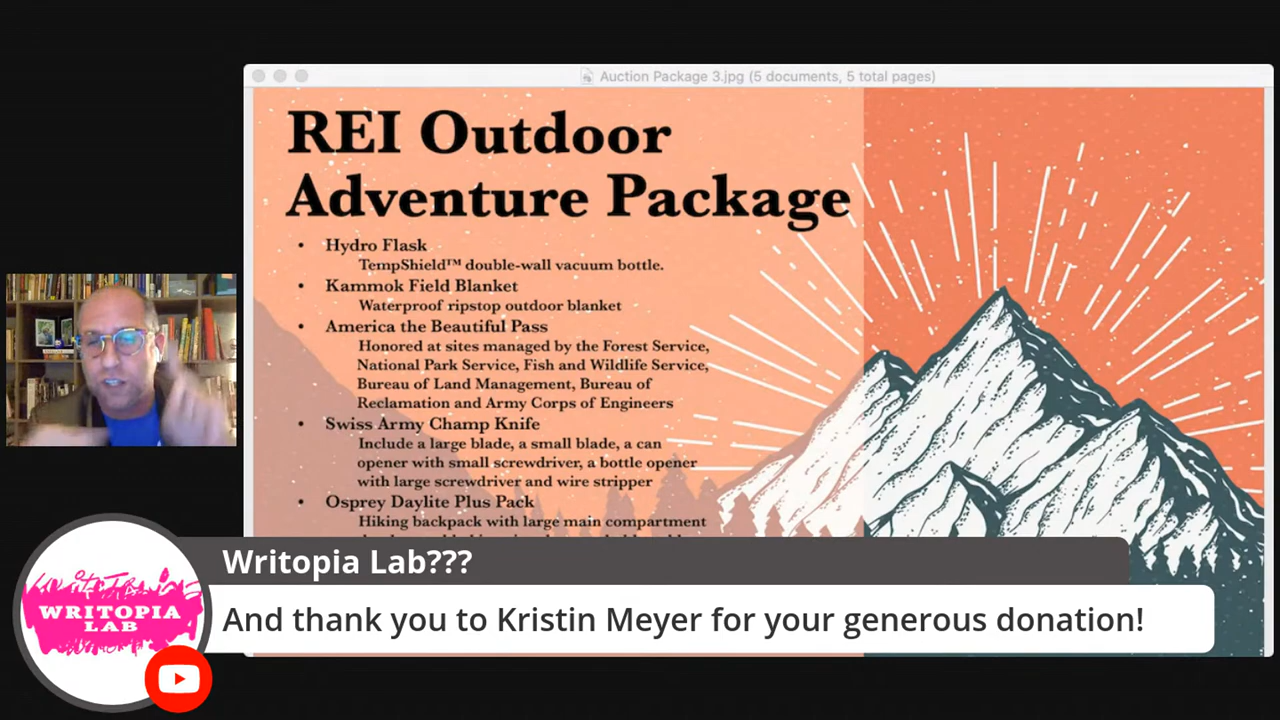 Auction Package 3.jpg (5 documents, 5 total pages)
REI Outdoor
Adventure Package
• Hydro Flask
TempShield™ double-wall vacuum bottle.
• Kammok Field Blanket
Waterproof ripstop outdoor blanket
• America the Beautiful Pass
Honored at sites managed by the Forest Service,
National Park Service, Fish and Wildlife Service,
Bureau of Land Management, Bureau of
Reclamation and Army Corps of Engineers
• Swiss Army Champ Knife
Include a large blade, a small blade, a can
opener with small screwdriver, a bottle opener
with large screwdriver and wire stripper
• Osprey Daylite Plus Pack
Hiking backpack with large main compartment
Writopia Lab???
And thank you to Kristin Meyer for your generous donation!
WRITOPIA
LAB